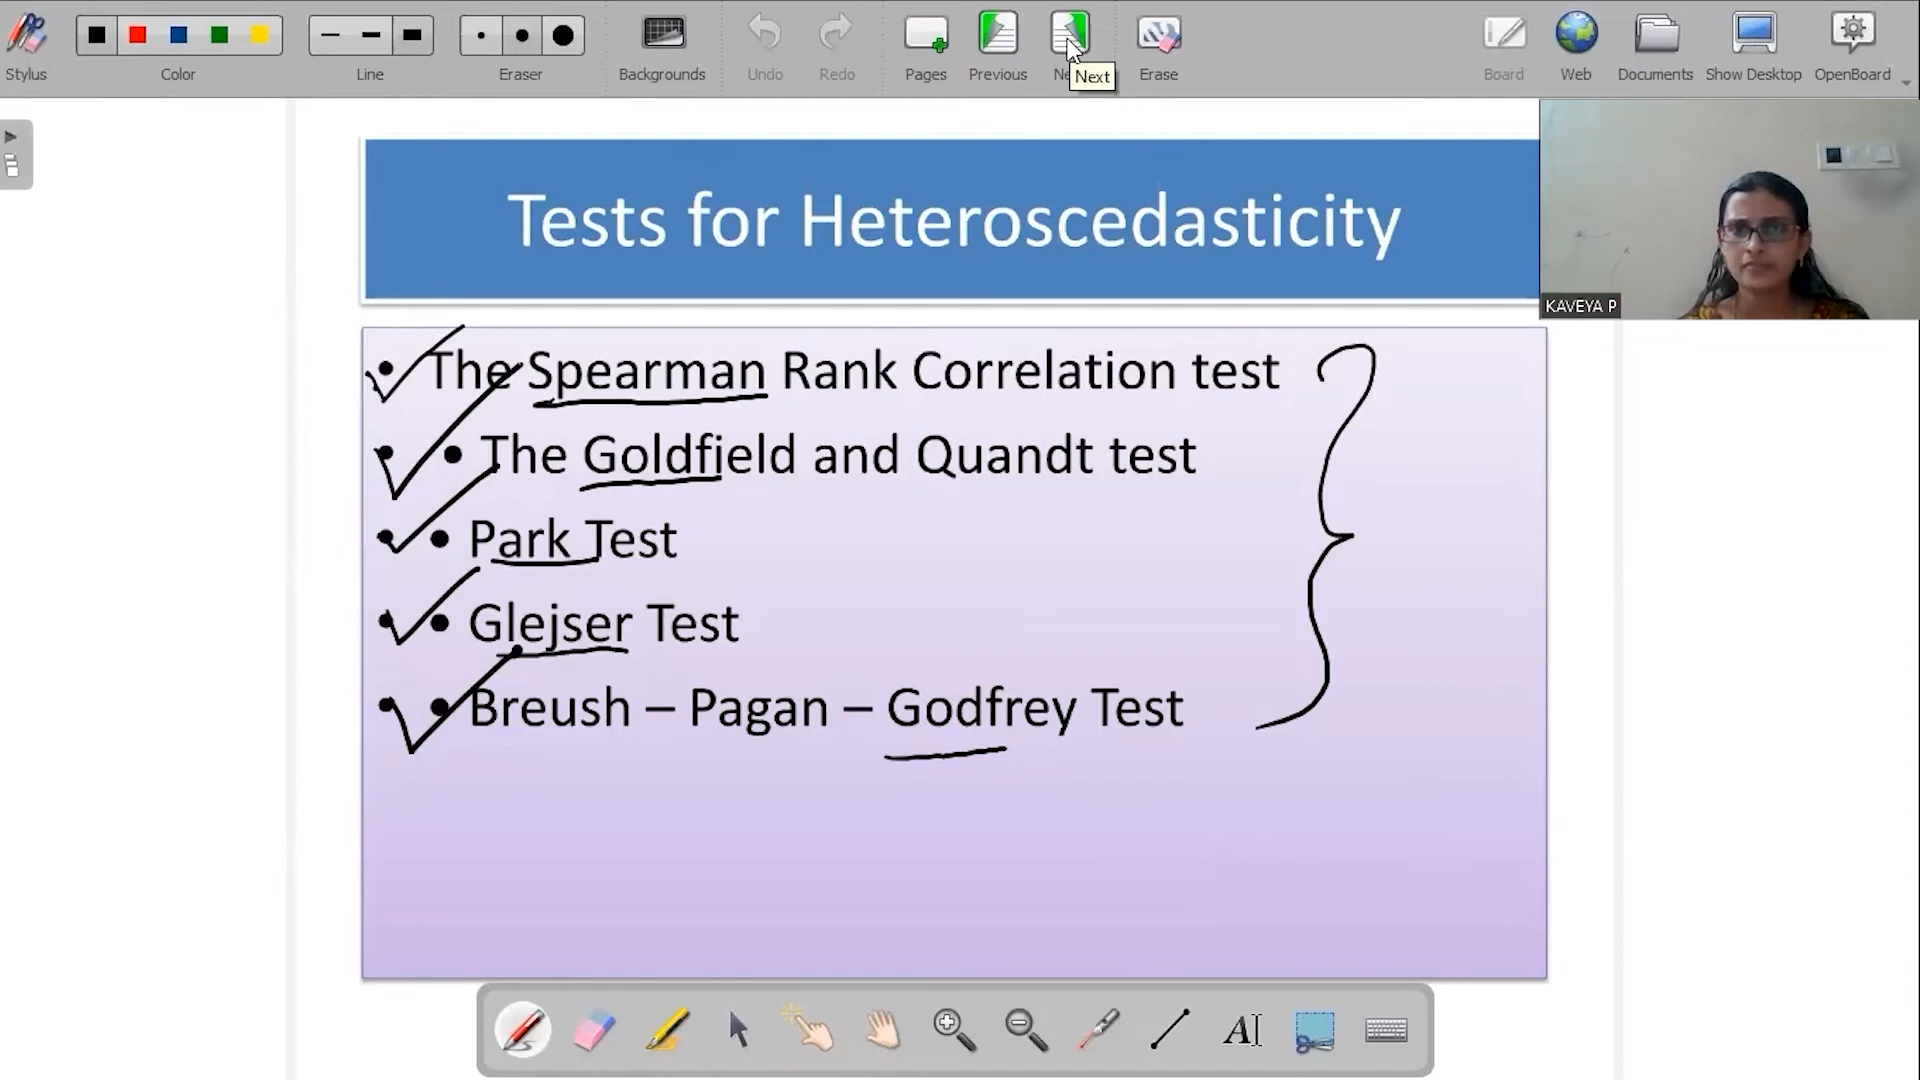 Stylus
Color
Line
Eraser
Backgrounds
Undo
Redo
Pages
Previous
Next
Erase
Board
Web
Documents
Show Desktop
OpenBoard
Tests for Heteroscedasticity
KAVEYA P
• The Spearman Rank Correlation test
• • The Goldfield and Quandt test
• • Park Test
• • Glejser Test
• • Breush – Pagan – Godfrey Test